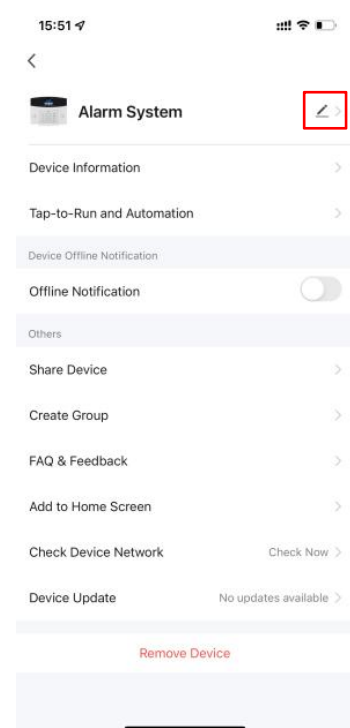 15:51
Alarm System
Device Information
Tap-to-Run and Automation
Device Offline Notification
Offline Notification
Others
Share Device
Create Group
FAQ & Feedback
Add to Home Screen
Check Device Network Check Now
Device Update No updates available
Remove Device